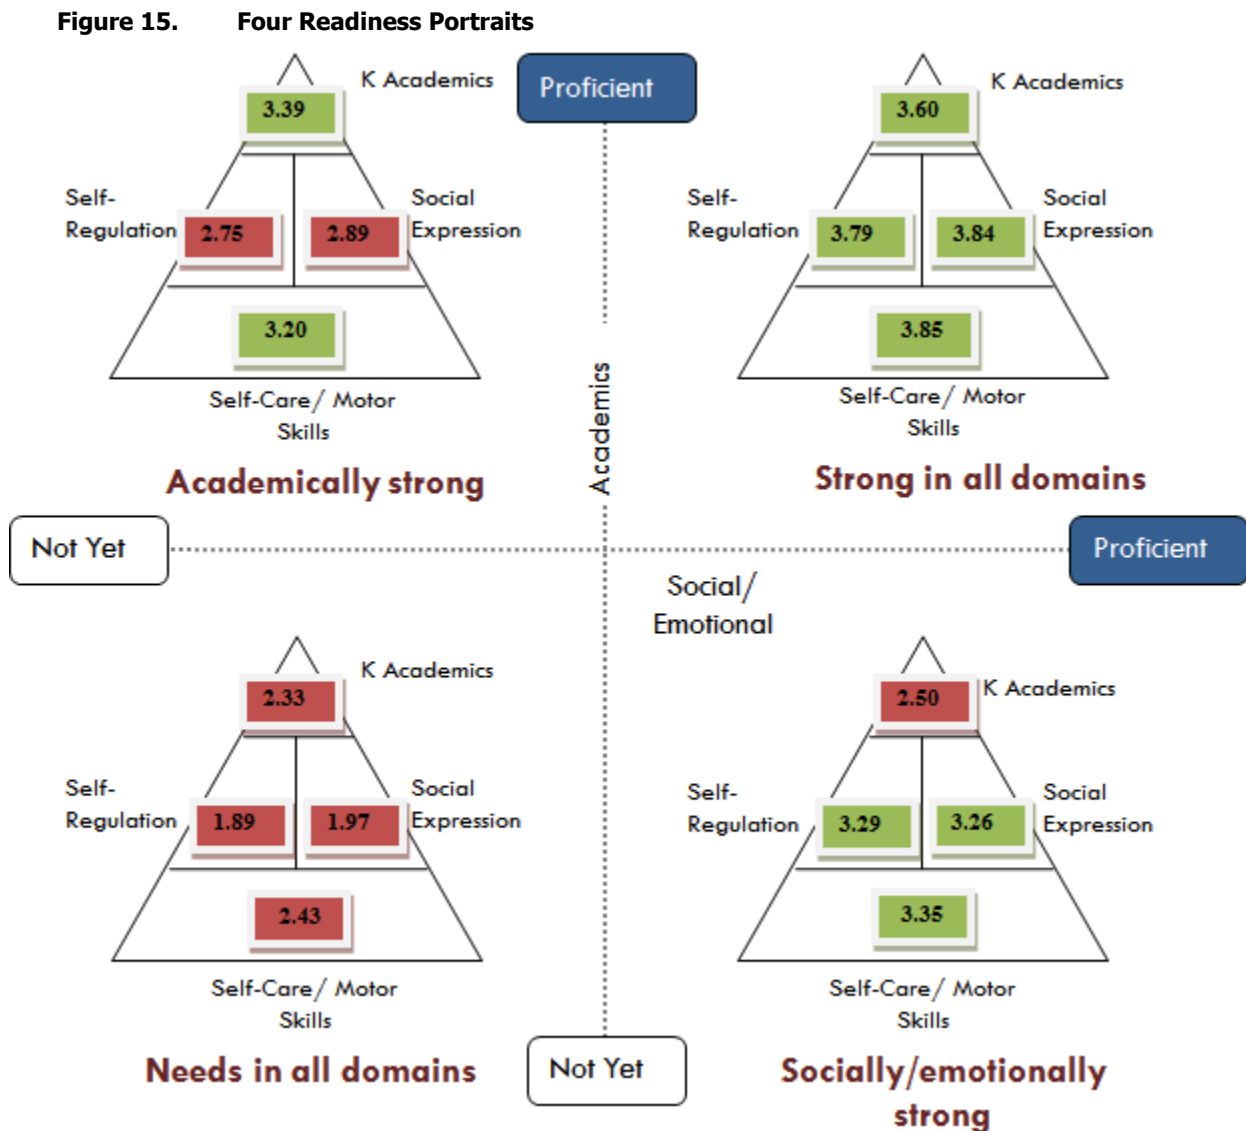 Figure 15. Four Readiness Portraits
K Academics
3.39
Self-
Regulation
2.75
2.89
Social
Expression
3.20
Self-Care/ Motor
Skills
Academically strong
Proficient
K Academics
3.60
Self-
Regulation
3.79
3.84
Social
Expression
3.85
Self-Care/ Motor
Skills
Strong in all domains
Academics
Not Yet
Proficient
Social/
Emotional
K Academics
2.33
Self-
Regulation
1.89
1.97
Social
Expression
2.43
Self-Care/ Motor
Skills
Needs in all domains
Not Yet
K Academics
2.50
Self-
Regulation
3.29
3.26
Social
Expression
3.35
Self-Care/ Motor
Skills
Socially/emotionally
strong